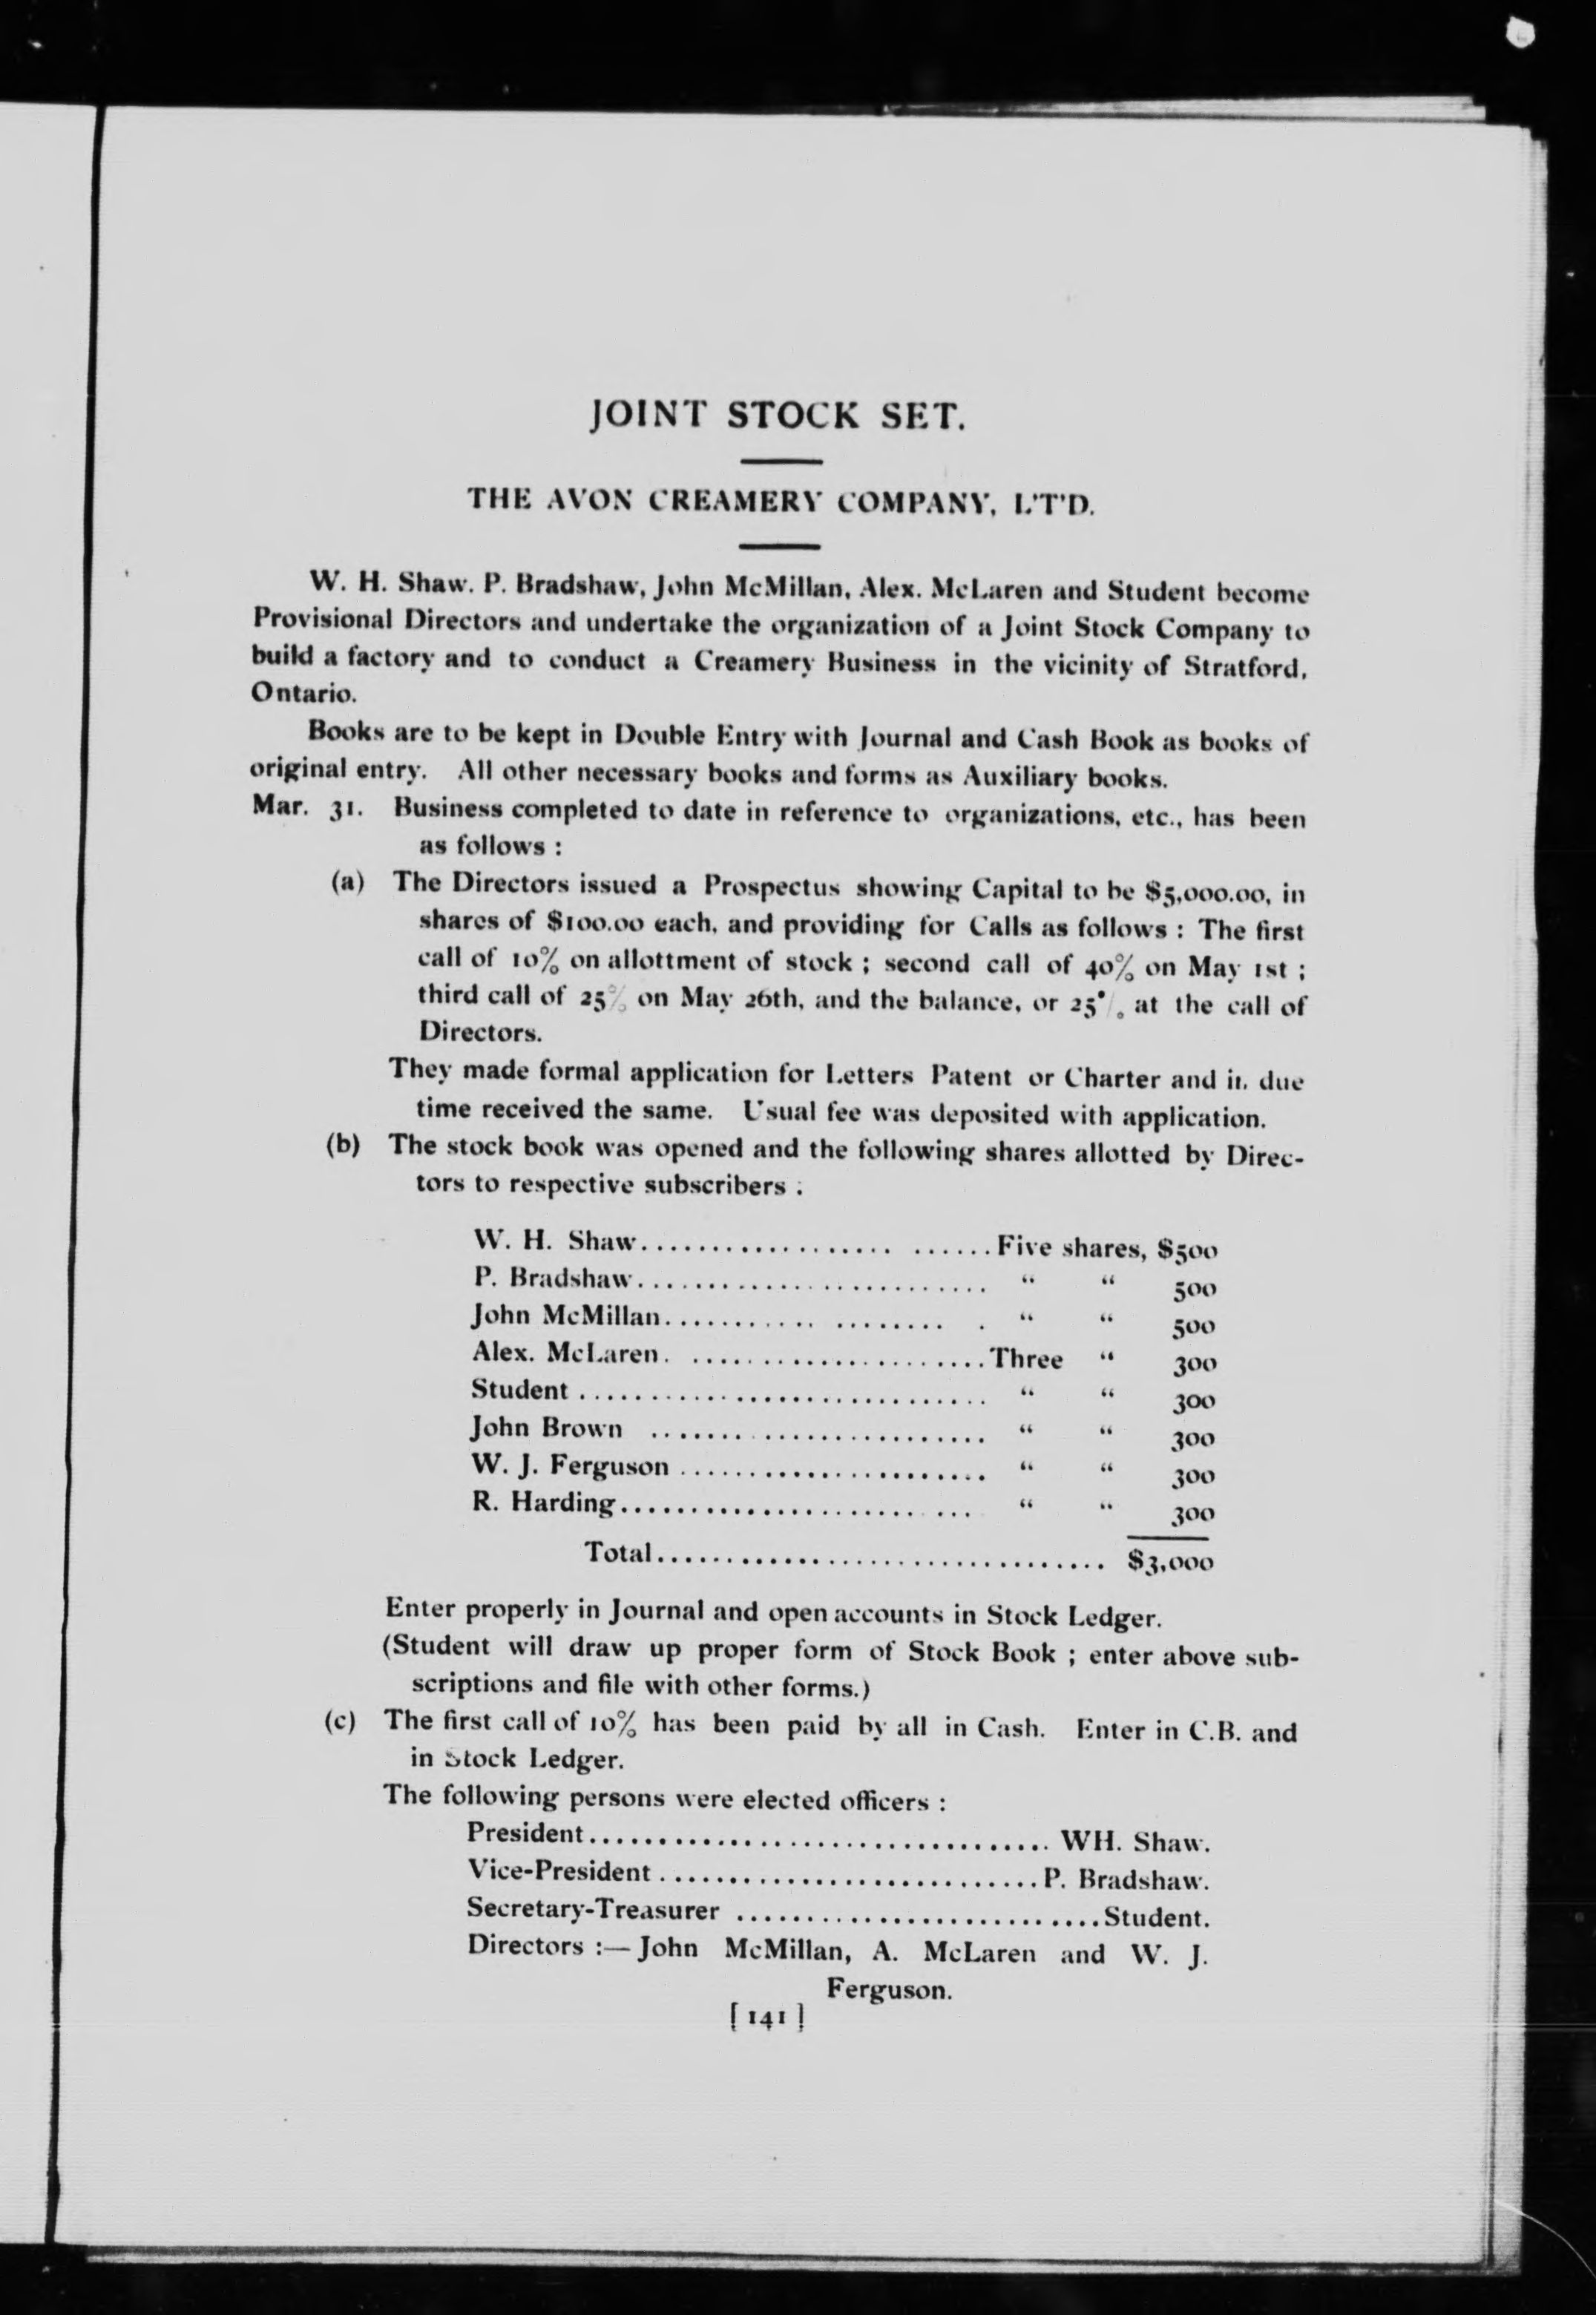 JOINT STOCK SET.
THE AVON CREAMERY COMPANY, L'T'D.
W. H. Shaw. P. Bradshaw, John McMillan, Alex. McLaren and Student become
Provisional Directors and undertake the organization of a Joint Stock Company to
build a factory and to conduct a Creamery Business in the vicinity of Stratford,
Ontario.
Books are to be kept in Double Entry with Journal and Cash Book as books of
original entry. All other necessary books and forms as Auxiliary books.
Mar. 31. Business completed to date in reference to organizations, etc., has been
as follows :
(a) The Directors issued a Prospectus showing Capital to be $5,000.00, in
shares of $100.00 each, and providing for Calls as follows : The first
call of 10% on allottment of stock ; second call of 40% on May 1st ;
third call of 25% on May 26th, and the balance, or 25% at the call of
Directors.
They made formal application for Letters Patent or Charter and in due
time received the same. Usual fee was deposited with application.
(b) The stock book was opened and the following shares allotted by Direc-
tors to respective subscribers :
W. H. Shaw........................Five shares, $500
P. Bradshaw........................ “ “ 500
John McMillan........................ “ “ 500
Alex. McLaren........................Three “ 300
Student ........................ “ “ 300
John Brown ........................ “ “ 300
W. J. Ferguson ........................ “ “ 300
R. Harding........................ “ “ 300
Total................................ $3,000
Enter properly in Journal and open accounts in Stock Ledger.
(Student will draw up proper form of Stock Book ; enter above sub-
scriptions and file with other forms.)
(c) The first call of 10% has been paid by all in Cash. Enter in C.B. and
in Stock Ledger.
The following persons were elected officers :
President................................ WH. Shaw.
Vice-President ............................P. Bradshaw.
Secretary-Treasurer ..........................Student.
Directors :— John McMillan, A. McLaren and W. J.
Ferguson.
[ 141 ]